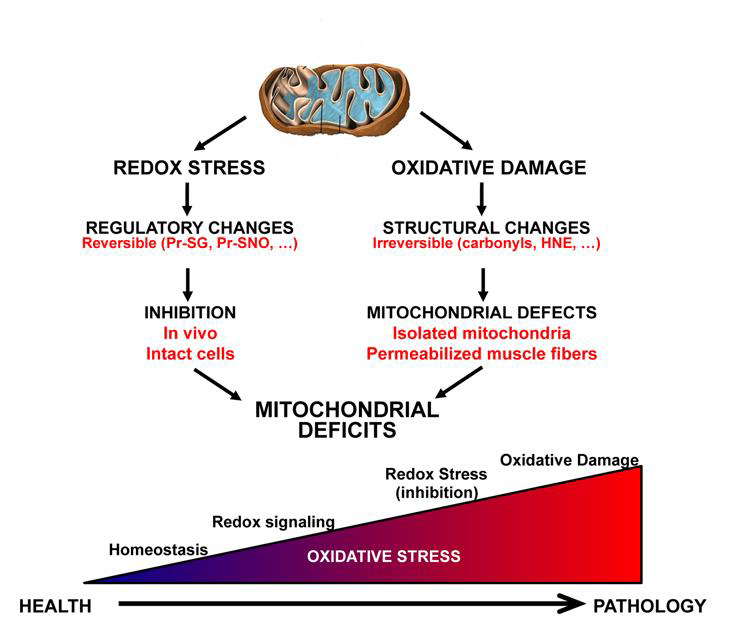 REDOX STRESS
OXIDATIVE DAMAGE
REGULATORY CHANGES
Reversible (Pr-SG, Pr-SNO, …)
STRUCTURAL CHANGES
Irreversible (carbonyls, HNE, …)
INHIBITION
In vivo
Intact cells
MITOCHONDRIAL DEFECTS
Isolated mitochondria
Permeabilized muscle fibers
MITOCHONDRIAL
DEFICITS
Oxidative Damage
Redox Stress
(inhibition)
Redox signaling
Homeostasis
OXIDATIVE STRESS
HEALTH
PATHOLOGY